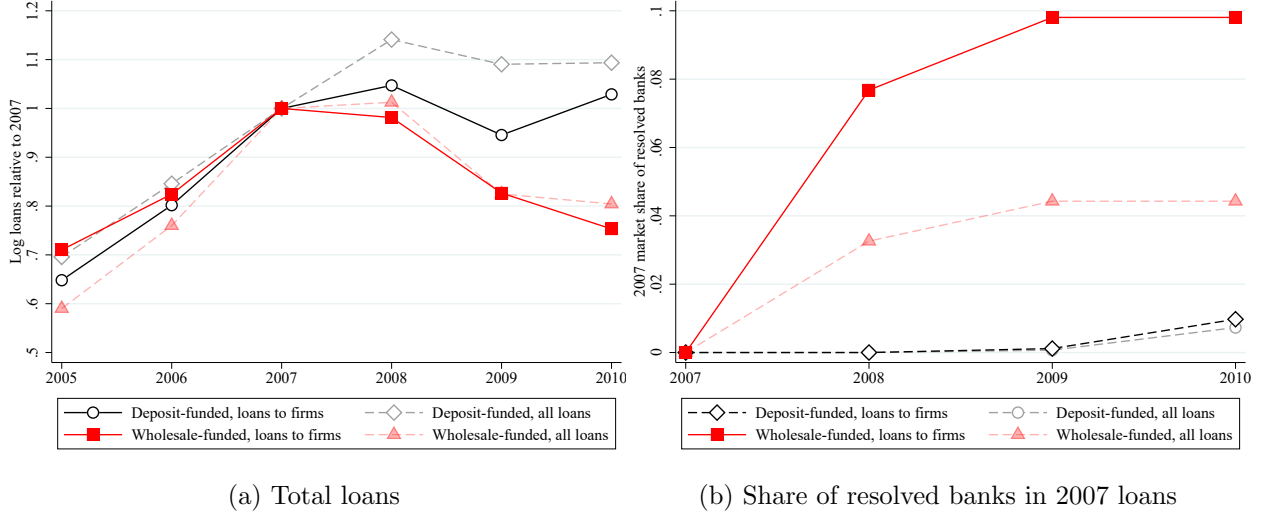 Log loans relative to 2007
.5 .6 .7 .8 .9 1 1.1 1.2
2005 2006 2007 2008 2009 2010
Deposit-funded, loans to firms Deposit-funded, all loans
Wholesale-funded, loans to firms Wholesale-funded, all loans
(a) Total loans
2007 market share of resolved banks
0 .02 .04 .06 .08 .1
2007 2008 2009 2010
Deposit-funded, loans to firms Deposit-funded, all loans
Wholesale-funded, loans to firms Wholesale-funded, all loans
(b) Share of resolved banks in 2007 loans